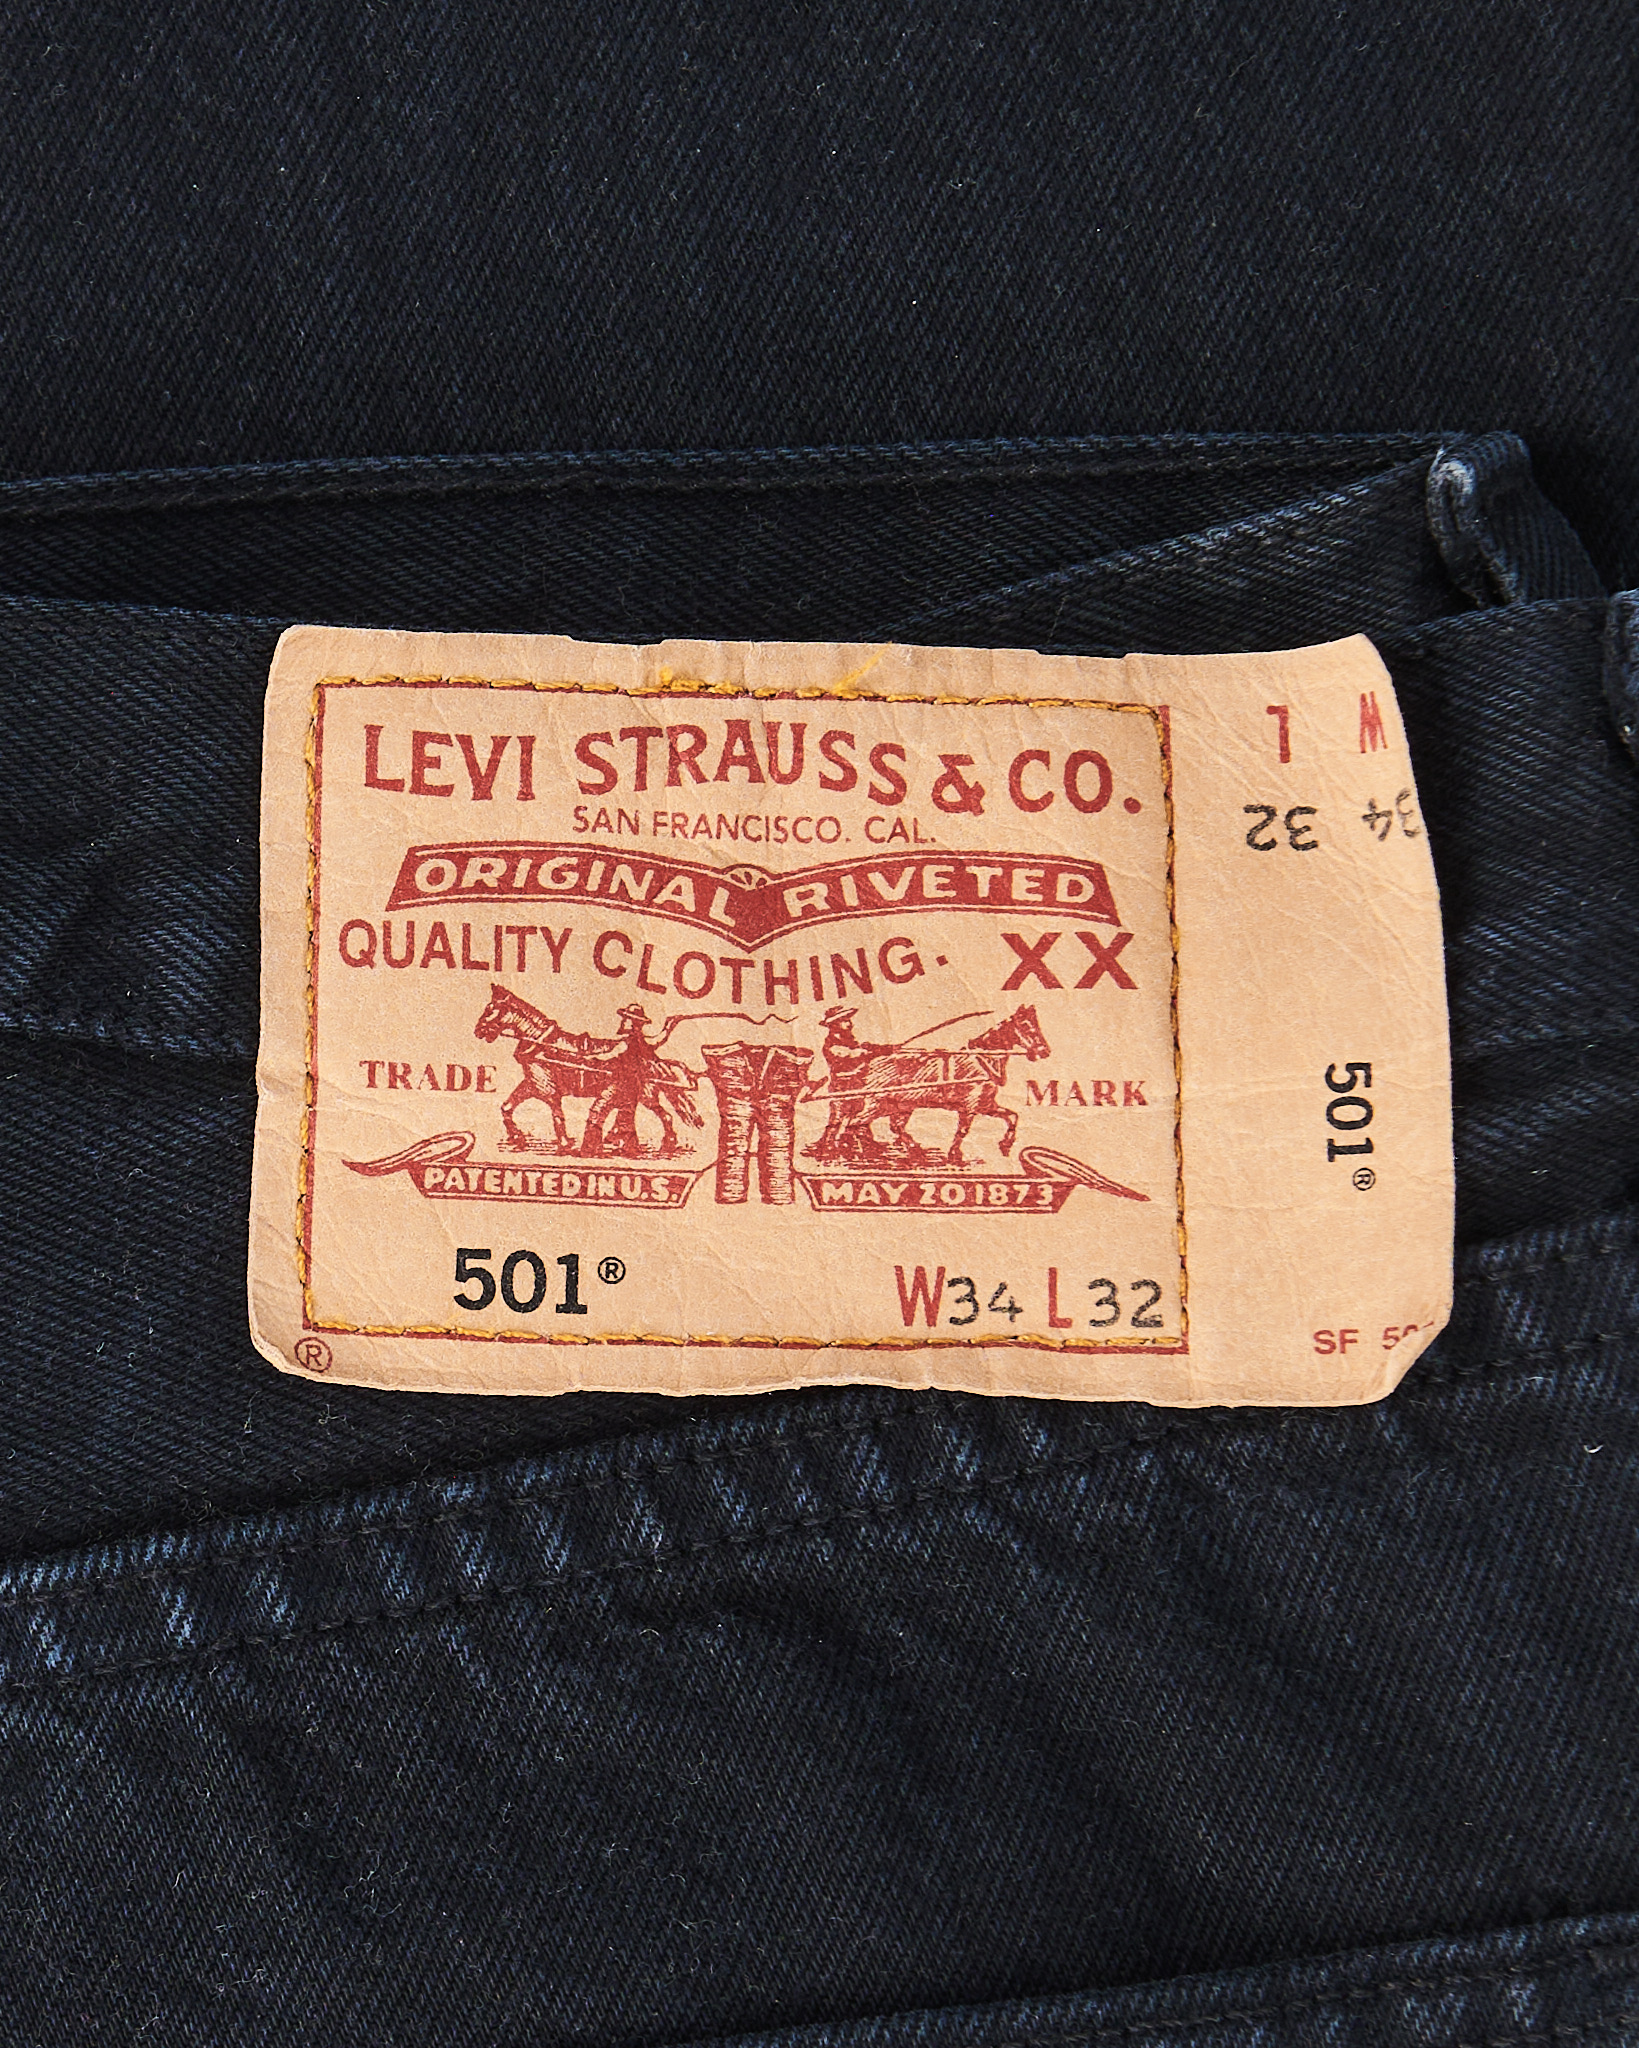 LEVI STRAUSS & CO.
SAN FRANCISCO. CAL.
ORIGINAL RIVETED
QUALITY CLOTHING. XX
TRADE MARK
PATENTED IN U.S. MAY 20 1873
501®
W34 L32
®
W L
34 32
501®
SF